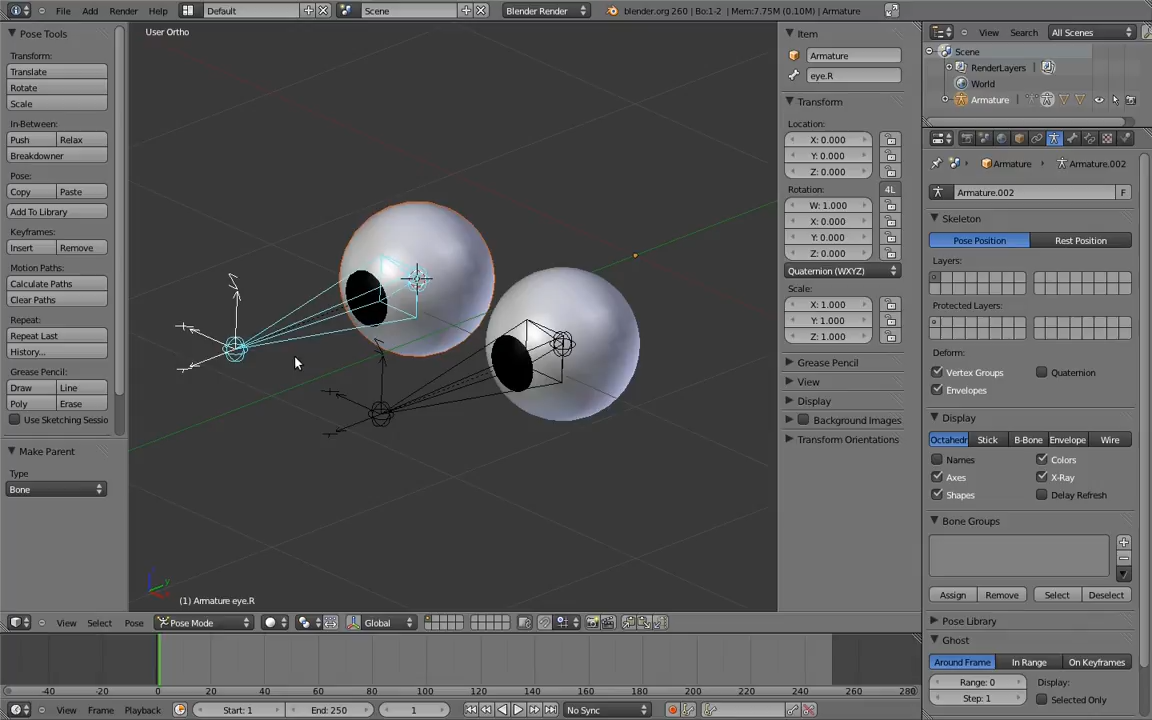 File Add Render Help Default Scene Blender Render blender.org 260 | Bo:1-2 | Mem:7.75M (0.10M) | Armature
Pose Tools
Transform:
Translate
Rotate
Scale
In-Between:
Push Relax
Breakdowner
Pose:
Copy Paste
Add To Library
Keyframes:
Insert Remove
Motion Paths:
Calculate Paths
Clear Paths
Repeat:
Repeat Last
History...
Grease Pencil:
Draw Line
Poly Erase
Use Sketching Sessio
Make Parent
Type
Bone
User Ortho
(1) Armature eye.R
Item
Armature
eye.R
Transform
Location:
X: 0.000
Y: 0.000
Z: 0.000
Rotation: 4L
W: 1.000
X: 0.000
Y: 0.000
Z: 0.000
Quaternion (WXYZ)
Scale:
X: 1.000
Y: 1.000
Z: 1.000
Grease Pencil
View
Display
Background Images
Transform Orientations
View Search All Scenes
Scene
RenderLayers
World
Armature
Armature Armature.002
Armature.002 F
Skeleton
Pose Position Rest Position
Layers:
Protected Layers:
Deform:
Vertex Groups Quaternion
Envelopes
Display
Octahedr Stick B-Bone Envelope Wire
Names Colors
Axes X-Ray
Shapes Delay Refresh
Bone Groups
Assign Remove Select Deselect
Pose Library
Ghost
Around Frame In Range On Keyframes
Range: 0 Display:
Step: 1 Selected Only
View Select Pose Pose Mode Global
-40 -20 0 20 40 60 80 100 120 140 160 180 200 220 240 260 280
View Frame Playback Start: 1 End: 250 1 No Sync